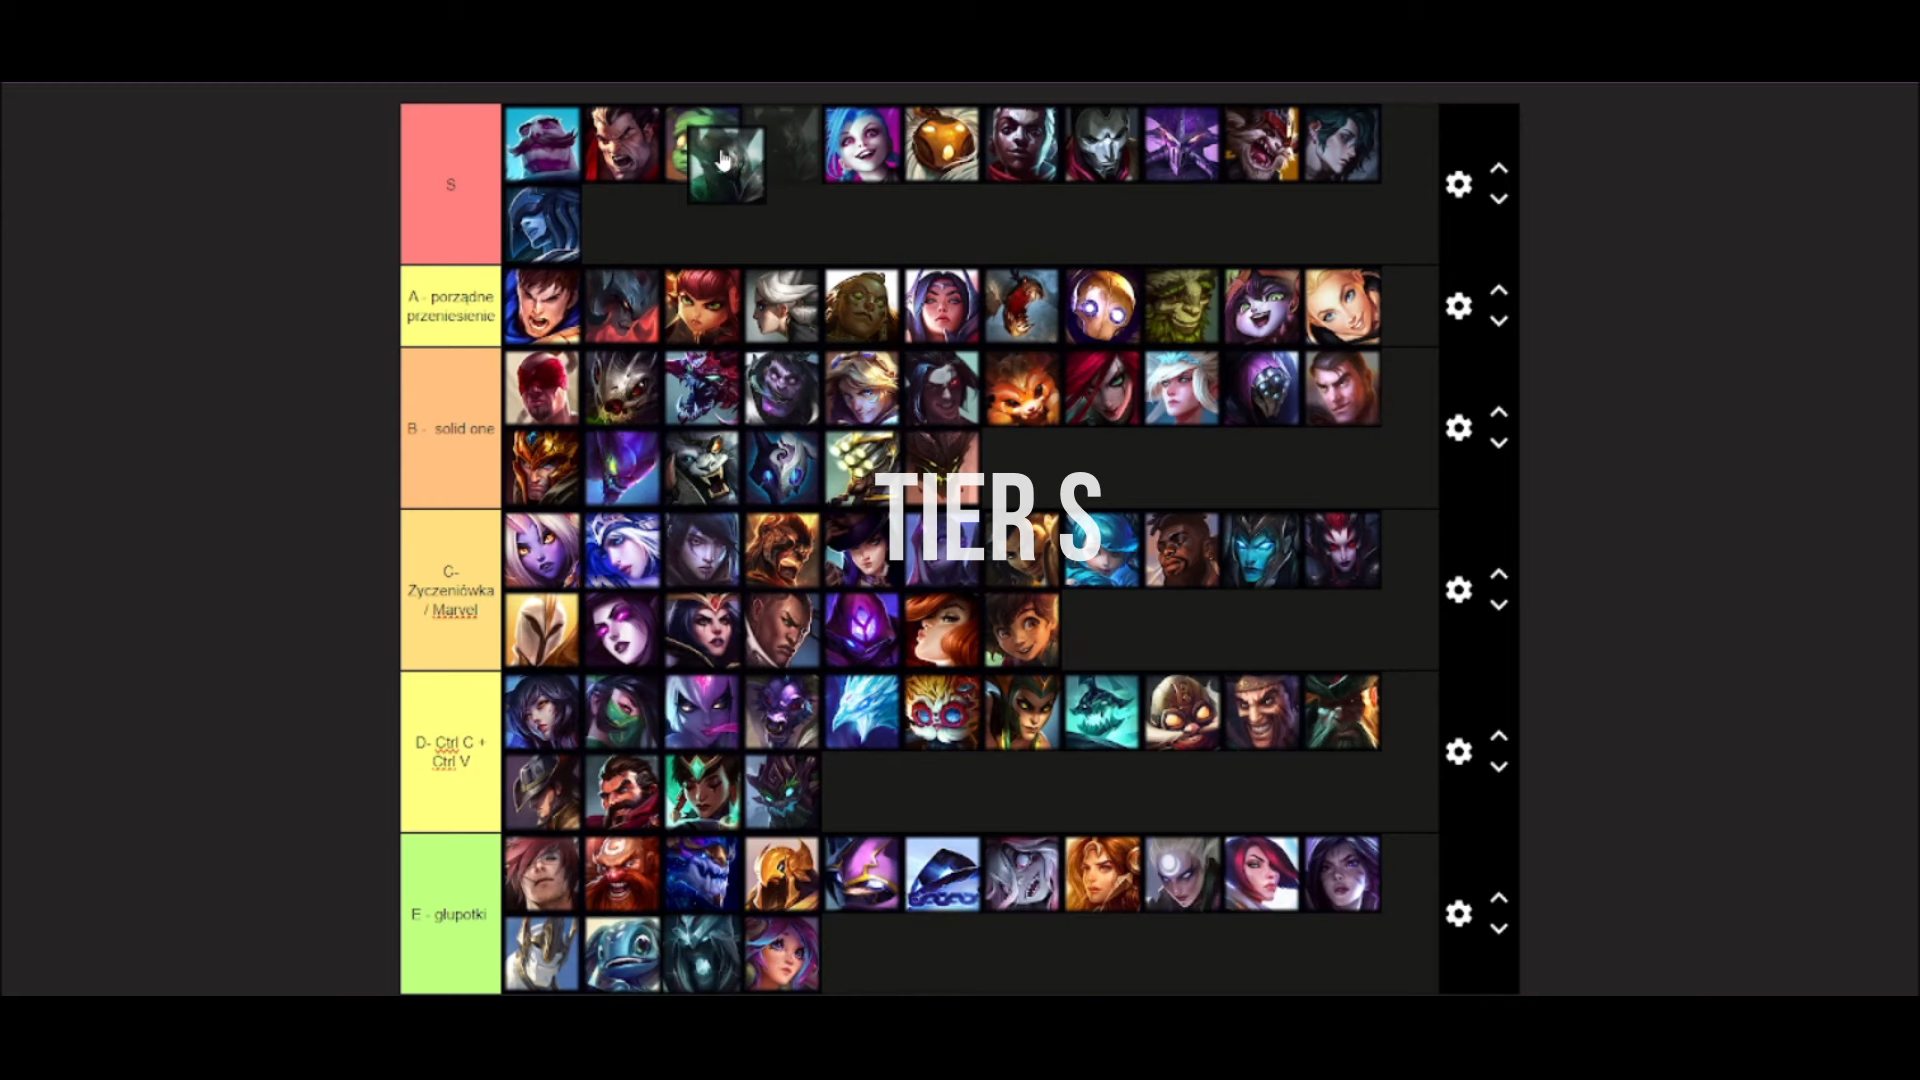 S
A - porządne
przeniesienie
B - solid one
TIER S
C-
Zyczeniówka
/ Marvel
D- Ctrl C +
Ctrl V
E - głupotki